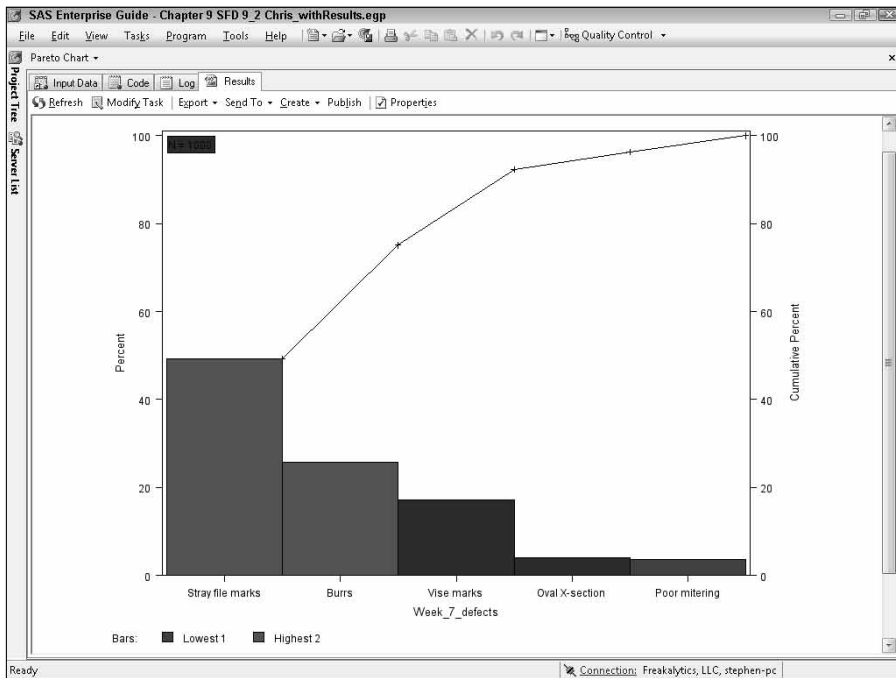 SAS Enterprise Guide - Chapter 9 SFD 9_2 Chris_withResults.egp
File Edit View Tasks Program Tools Help Quality Control
Pareto Chart
Project Tree
Server List
Input Data Code Log Results
Refresh Modify Task Export Send To Create Publish Properties
N = 1000
100 100
80 80
60 60
Percent
Cumulative Percent
40 40
20 20
0 0
Stray file marks Burrs Vise marks Oval X-section Poor mitering
Week_7_defects
Bars: Lowest 1 Highest 2
Ready Connection: Freakalytics, LLC, stephen-pc